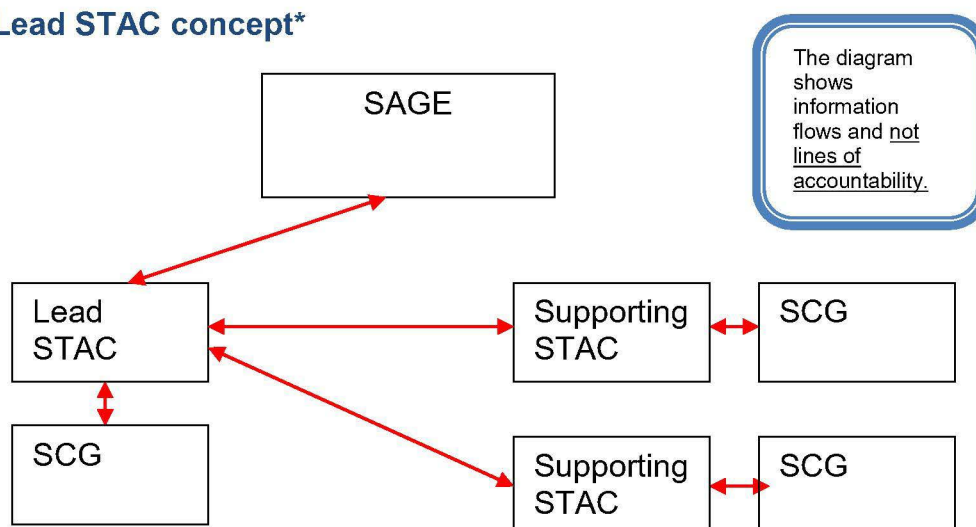 Lead STAC concept*
The diagram
shows
information
flows and not
lines of
accountability.
SAGE
Lead
STAC
Supporting
STAC
SCG
SCG
Supporting
STAC
SCG